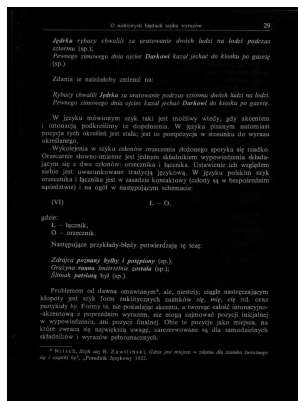 O niektórych błędach szyku wyrazów 29
Jędrka rybacy chwalili za uratowanie dwóch ludzi na łodzi podczas
sztormu (sp.);
Pewnego zimowego dnia ojciec Darkowi kazał jechać do kiosku po gazetę
(sp.).
Zdania te należałoby zmienić na:
Rybacy chwalili Jędrka za uratowanie podczas sztormu dwóch ludzi na łodzi.
Pewnego zimowego dnia ojciec kazał jechać Darkowi do kiosku po gazetę.
W języku mówionym szyk taki jest możliwy wtedy, gdy akcentem
i intonacją podkreślimy te dopełnienia. W języku pisanym natomiast
pozycja tych określeń jest stała; jest to postpozycja w stosunku do wyrazu
określanego.
Wykolejenia w szyku członów orzeczenia złożonego spotyka się rzadko.
Orzeczenie słowno-imienne jest jednym składnikiem wypowiedzenia składa-
jącym się z dwu członów: orzecznika i łącznika. Ustawienie ich względem
siebie jest uwarunkowane tradycją językową. W języku polskim szyk
orzecznika i łącznika jest w zasadzie kontaktowy (człony są w bezpośrednim
sąsiedztwie) i na ogół w następującym schemacie:
(VI) Ł – O,
gdzie:
Ł – łącznik,
O – orzecznik.
Następujące przykłady-błędy potwierdzają tę tezę:
Zdrajca poznany byłby i potępiony (sp.);
Grażyna ranna śmiertelnie została (sp.);
Ślimak patriotą był (sp.).
Problemem od dawna omawianym⁸, ale, niestety, ciągle nastręczającym
kłopoty jest szyk form enklitycznych zaimków się, mię, cię itd. oraz
partykuły by. Formy te, nie posiadając akcentu, a tworząc całość intonacyjno-
-akcentową z poprzednim wyrazem, nie mogą zajmować pozycji inicjalnej
w wypowiedzeniu, ani pozycji finalnej. Obie te pozycje jako miejsca, na
które zwraca się największą uwagę, zarezerwowane są dla samodzielnych
składników i wyrazów pełnoznacznych.
Nitsch, Szyk się; R. Zawiliński, Gdzie jest miejsce w zdaniu dla zaimka zwrotnego
się i cząstki by?, „Poradnik Językowy" 1922.